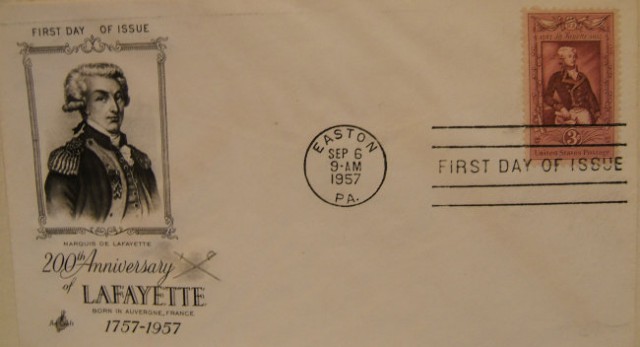 FIRST DAY OF ISSUE
MARQUIS DE LAFAYETTE
200th Anniversary
of
LAFAYETTE
BORN IN AUVERGNE, FRANCE
1757-1957
EASTON
SEP 6
9-AM
1957
PA.
3¢
United States Postage
FIRST DAY OF ISSUE